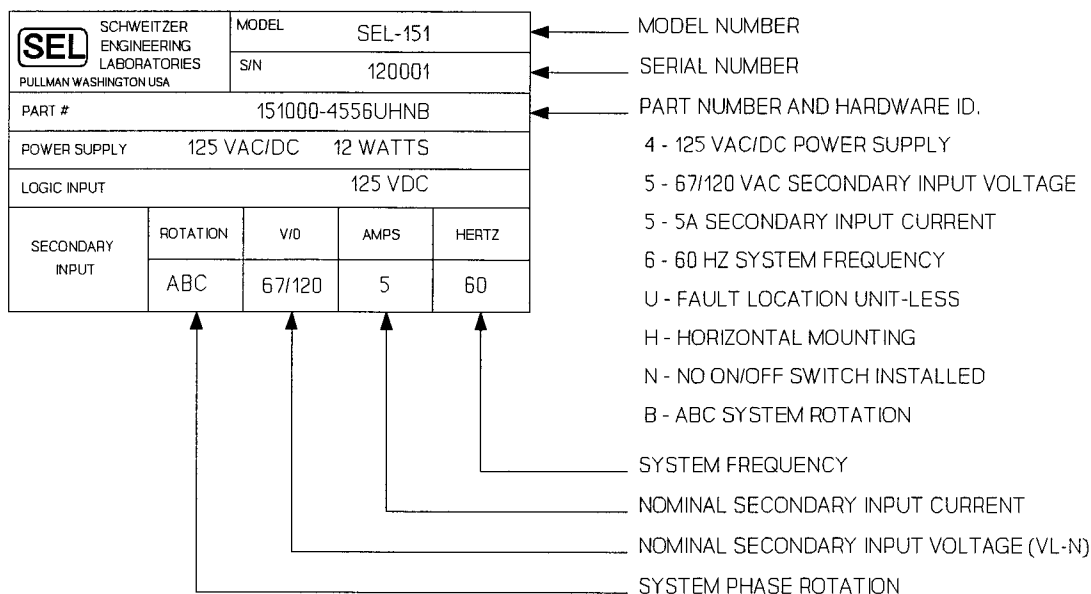 SEL
SCHWEITZER
ENGINEERING
LABORATORIES
PULLMAN WASHINGTON USA
MODEL SEL-151
S/N 120001
PART # 151000-4556UHNB
POWER SUPPLY 125 VAC/DC 12 WATTS
LOGIC INPUT 125 VDC
SECONDARY
INPUT
ROTATION V/0 AMPS HERTZ
ABC 67/120 5 60
MODEL NUMBER
SERIAL NUMBER
PART NUMBER AND HARDWARE ID.
4 - 125 VAC/DC POWER SUPPLY
5 - 67/120 VAC SECONDARY INPUT VOLTAGE
5 - 5A SECONDARY INPUT CURRENT
6 - 60 HZ SYSTEM FREQUENCY
U - FAULT LOCATION UNIT-LESS
H - HORIZONTAL MOUNTING
N - NO ON/OFF SWITCH INSTALLED
B - ABC SYSTEM ROTATION
SYSTEM FREQUENCY
NOMINAL SECONDARY INPUT CURRENT
NOMINAL SECONDARY INPUT VOLTAGE (VL-N)
SYSTEM PHASE ROTATION